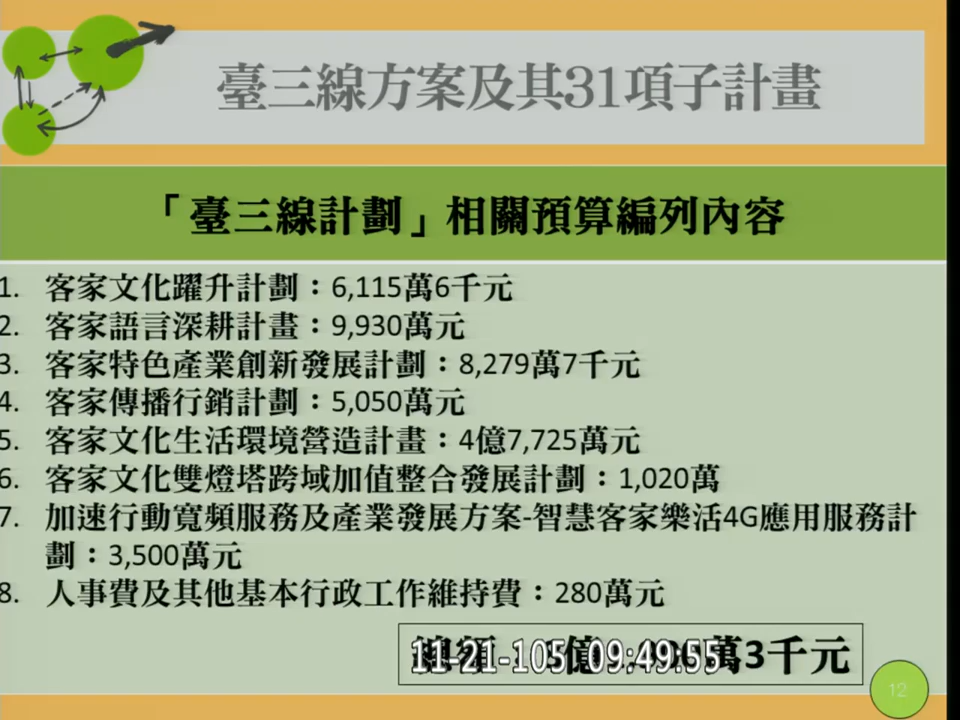 臺三線方案及其31項子計畫
「臺三線計劃」相關預算編列內容
1. 客家文化躍升計劃：6,115萬6千元
2. 客家語言深耕計畫：9,930萬元
3. 客家特色產業創新發展計劃：8,279萬7千元
4. 客家傳播行銷計劃：5,050萬元
5. 客家文化生活環境營造計畫：4億7,725萬元
6. 客家文化雙燈塔跨域加值整合發展計劃：1,020萬
7. 加速行動寬頻服務及產業發展方案-智慧客家樂活4G應用服務計
劃：3,500萬元
8. 人事費及其他基本行政工作維持費：280萬元
億 萬3千元
11-21-105 09:49:55
12